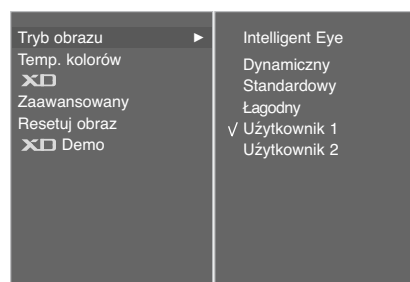 Tryb obrazu ►
Temp. kolorów
XD
Zaawansowany
Resetuj obraz
XD Demo
Intelligent Eye
Dynamiczny
Standardowy
Łagodny
√ Użytkownik 1
Użytkownik 2